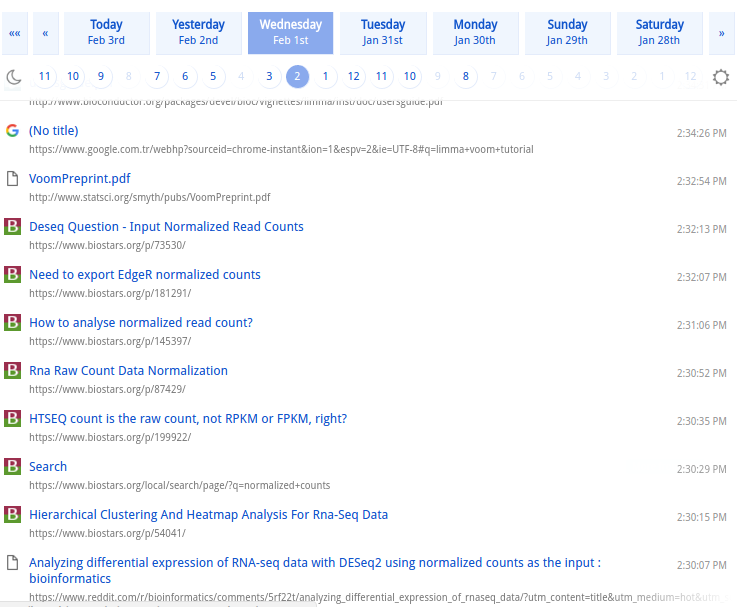 «« « Today Yesterday Wednesday Tuesday Monday Sunday Saturday »
Feb 3rd Feb 2nd Feb 1st Jan 31st Jan 30th Jan 29th Jan 28th
11 10 9 8 7 6 5 4 3 2 1 12 11 10 9 8 7 6 5 4 3 2 1 12
http://www.bioconductor.org/packages/devel/bioc/vignettes/limma/inst/doc/usersguide.pdf
(No title) 2:34:26 PM
https://www.google.com.tr/webhp?sourceid=chrome-instant&ion=1&espv=2&ie=UTF-8#q=limma+voom+tutorial
VoomPreprint.pdf 2:32:54 PM
http://www.statsci.org/smyth/pubs/VoomPreprint.pdf
B Deseq Question - Input Normalized Read Counts 2:32:13 PM
https://www.biostars.org/p/73530/
B Need to export EdgeR normalized counts 2:32:07 PM
https://www.biostars.org/p/181291/
B How to analyse normalized read count? 2:31:06 PM
https://www.biostars.org/p/145397/
B Rna Raw Count Data Normalization 2:30:52 PM
https://www.biostars.org/p/87429/
B HTSEQ count is the raw count, not RPKM or FPKM, right? 2:30:35 PM
https://www.biostars.org/p/199922/
B Search 2:30:29 PM
https://www.biostars.org/local/search/page/?q=normalized+counts
B Hierarchical Clustering And Heatmap Analysis For Rna-Seq Data 2:30:15 PM
https://www.biostars.org/p/54041/
Analyzing differential expression of RNA-seq data with DESeq2 using normalized counts as the input : 2:30:07 PM
bioinformatics
https://www.reddit.com/r/bioinformatics/comments/5rf22t/analyzing_differential_expression_of_rnaseq_data/?utm_content=title&utm_medium=hot&utm_